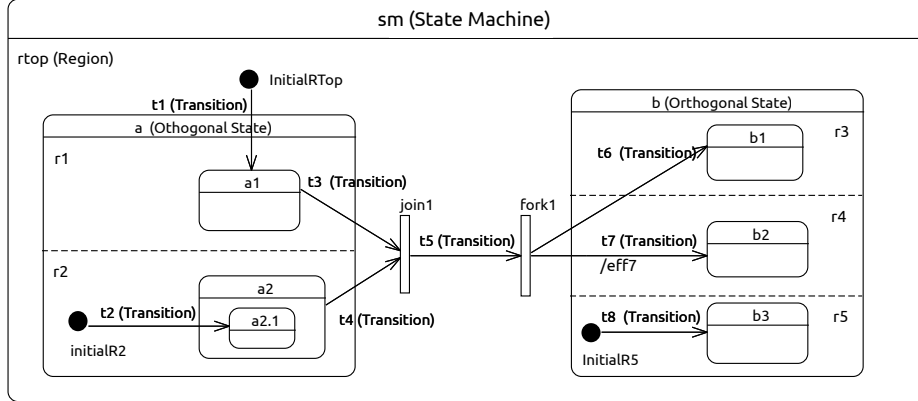 sm (State Machine)
rtop (Region)
InitialRTop
t1 (Transition)
a (Othogonal State)
r1
a1
t3 (Transition)
r2
a2
t2 (Transition)
a2.1
initialR2
t4 (Transition)
join1
t5 (Transition)
fork1
b (Orthogonal State)
r3
b1
t6 (Transition)
r4
t7 (Transition)
b2
/eff7
r5
t8 (Transition)
b3
InitialR5